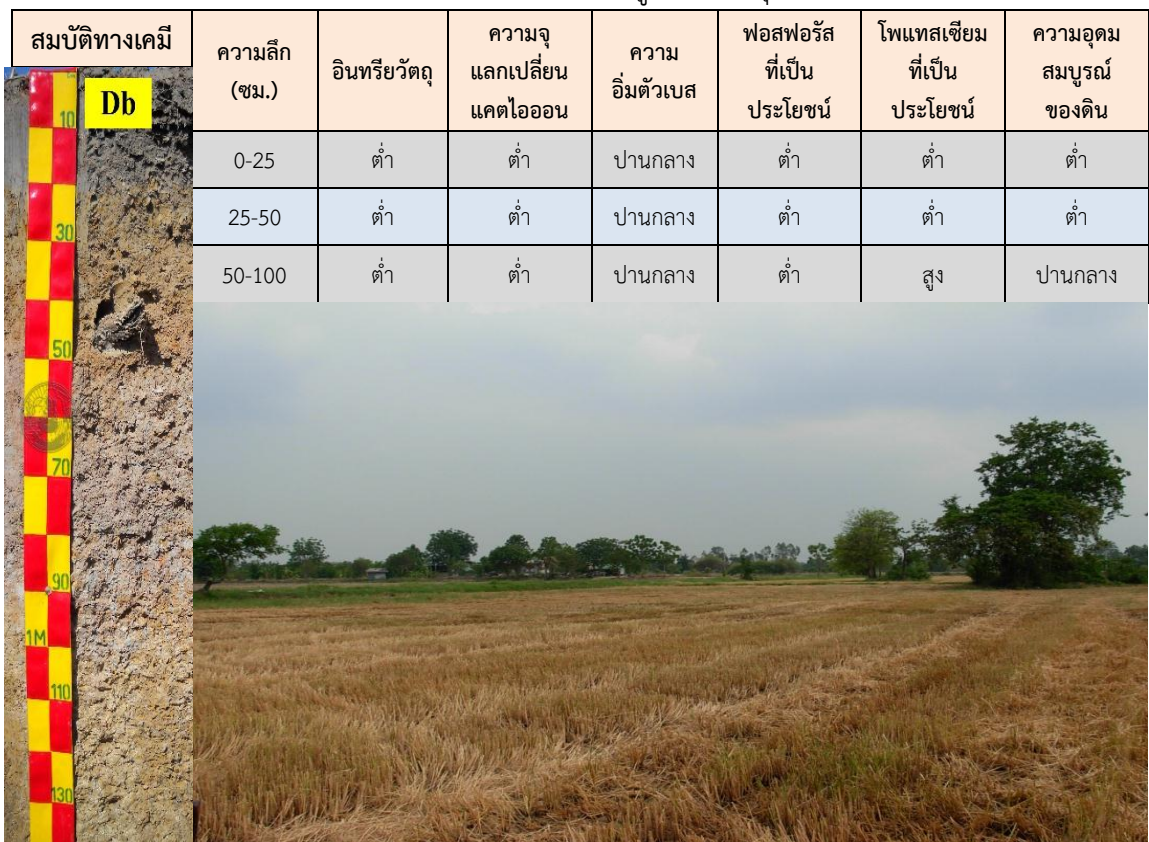 สมบัติทางเคมี
ความลึก
(ซม.)
อินทรียวัตถุ
ความจุ
แลกเปลี่ยน
แคตไอออน
ความ
อิ่มตัวเบส
ฟอสฟอรัส
ที่เป็น
ประโยชน์
โพแทสเซียม
ที่เป็น
ประโยชน์
ความอุดม
สมบูรณ์
ของดิน
0-25 ต่ำ ต่ำ ปานกลาง ต่ำ ต่ำ ต่ำ
25-50 ต่ำ ต่ำ ปานกลาง ต่ำ ต่ำ ต่ำ
50-100 ต่ำ ต่ำ ปานกลาง ต่ำ สูง ปานกลาง
Db
10
30
50
70
90
1M
110
130